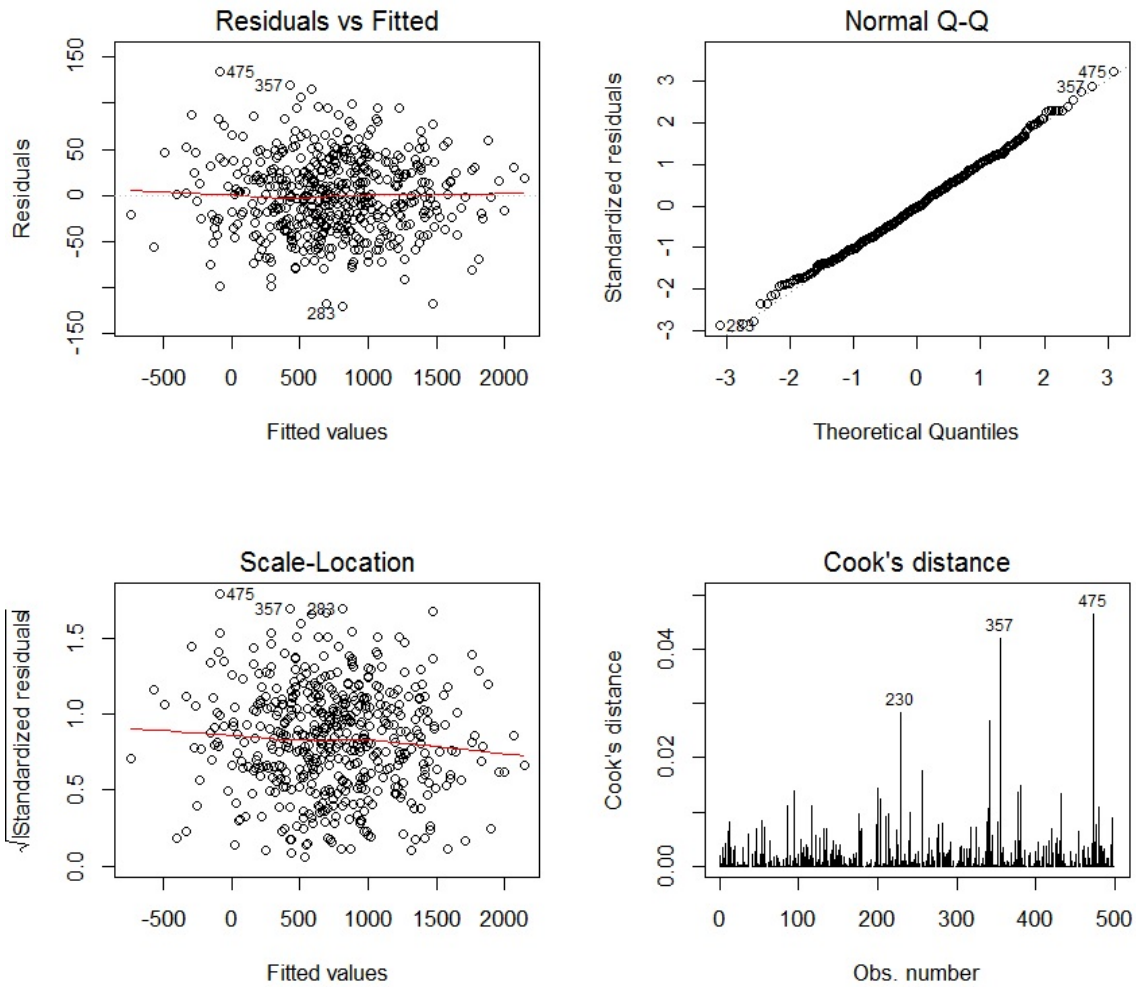 Residuals vs Fitted
150
50
0
-50
-150
Residuals
475
357
283
-500 0 500 1000 1500 2000
Fitted values
Normal Q-Q
3
2
1
0
-1
-2
-3
Standardized residuals
475
357
283
-3 -2 -1 0 1 2 3
Theoretical Quantiles
Scale-Location
1.5
1.0
0.5
0.0
√|Standardized residuals|
475
357
283
-500 0 500 1000 1500 2000
Fitted values
Cook's distance
0.04
0.02
0.00
Cook's distance
475
357
230
0 100 200 300 400 500
Obs. number